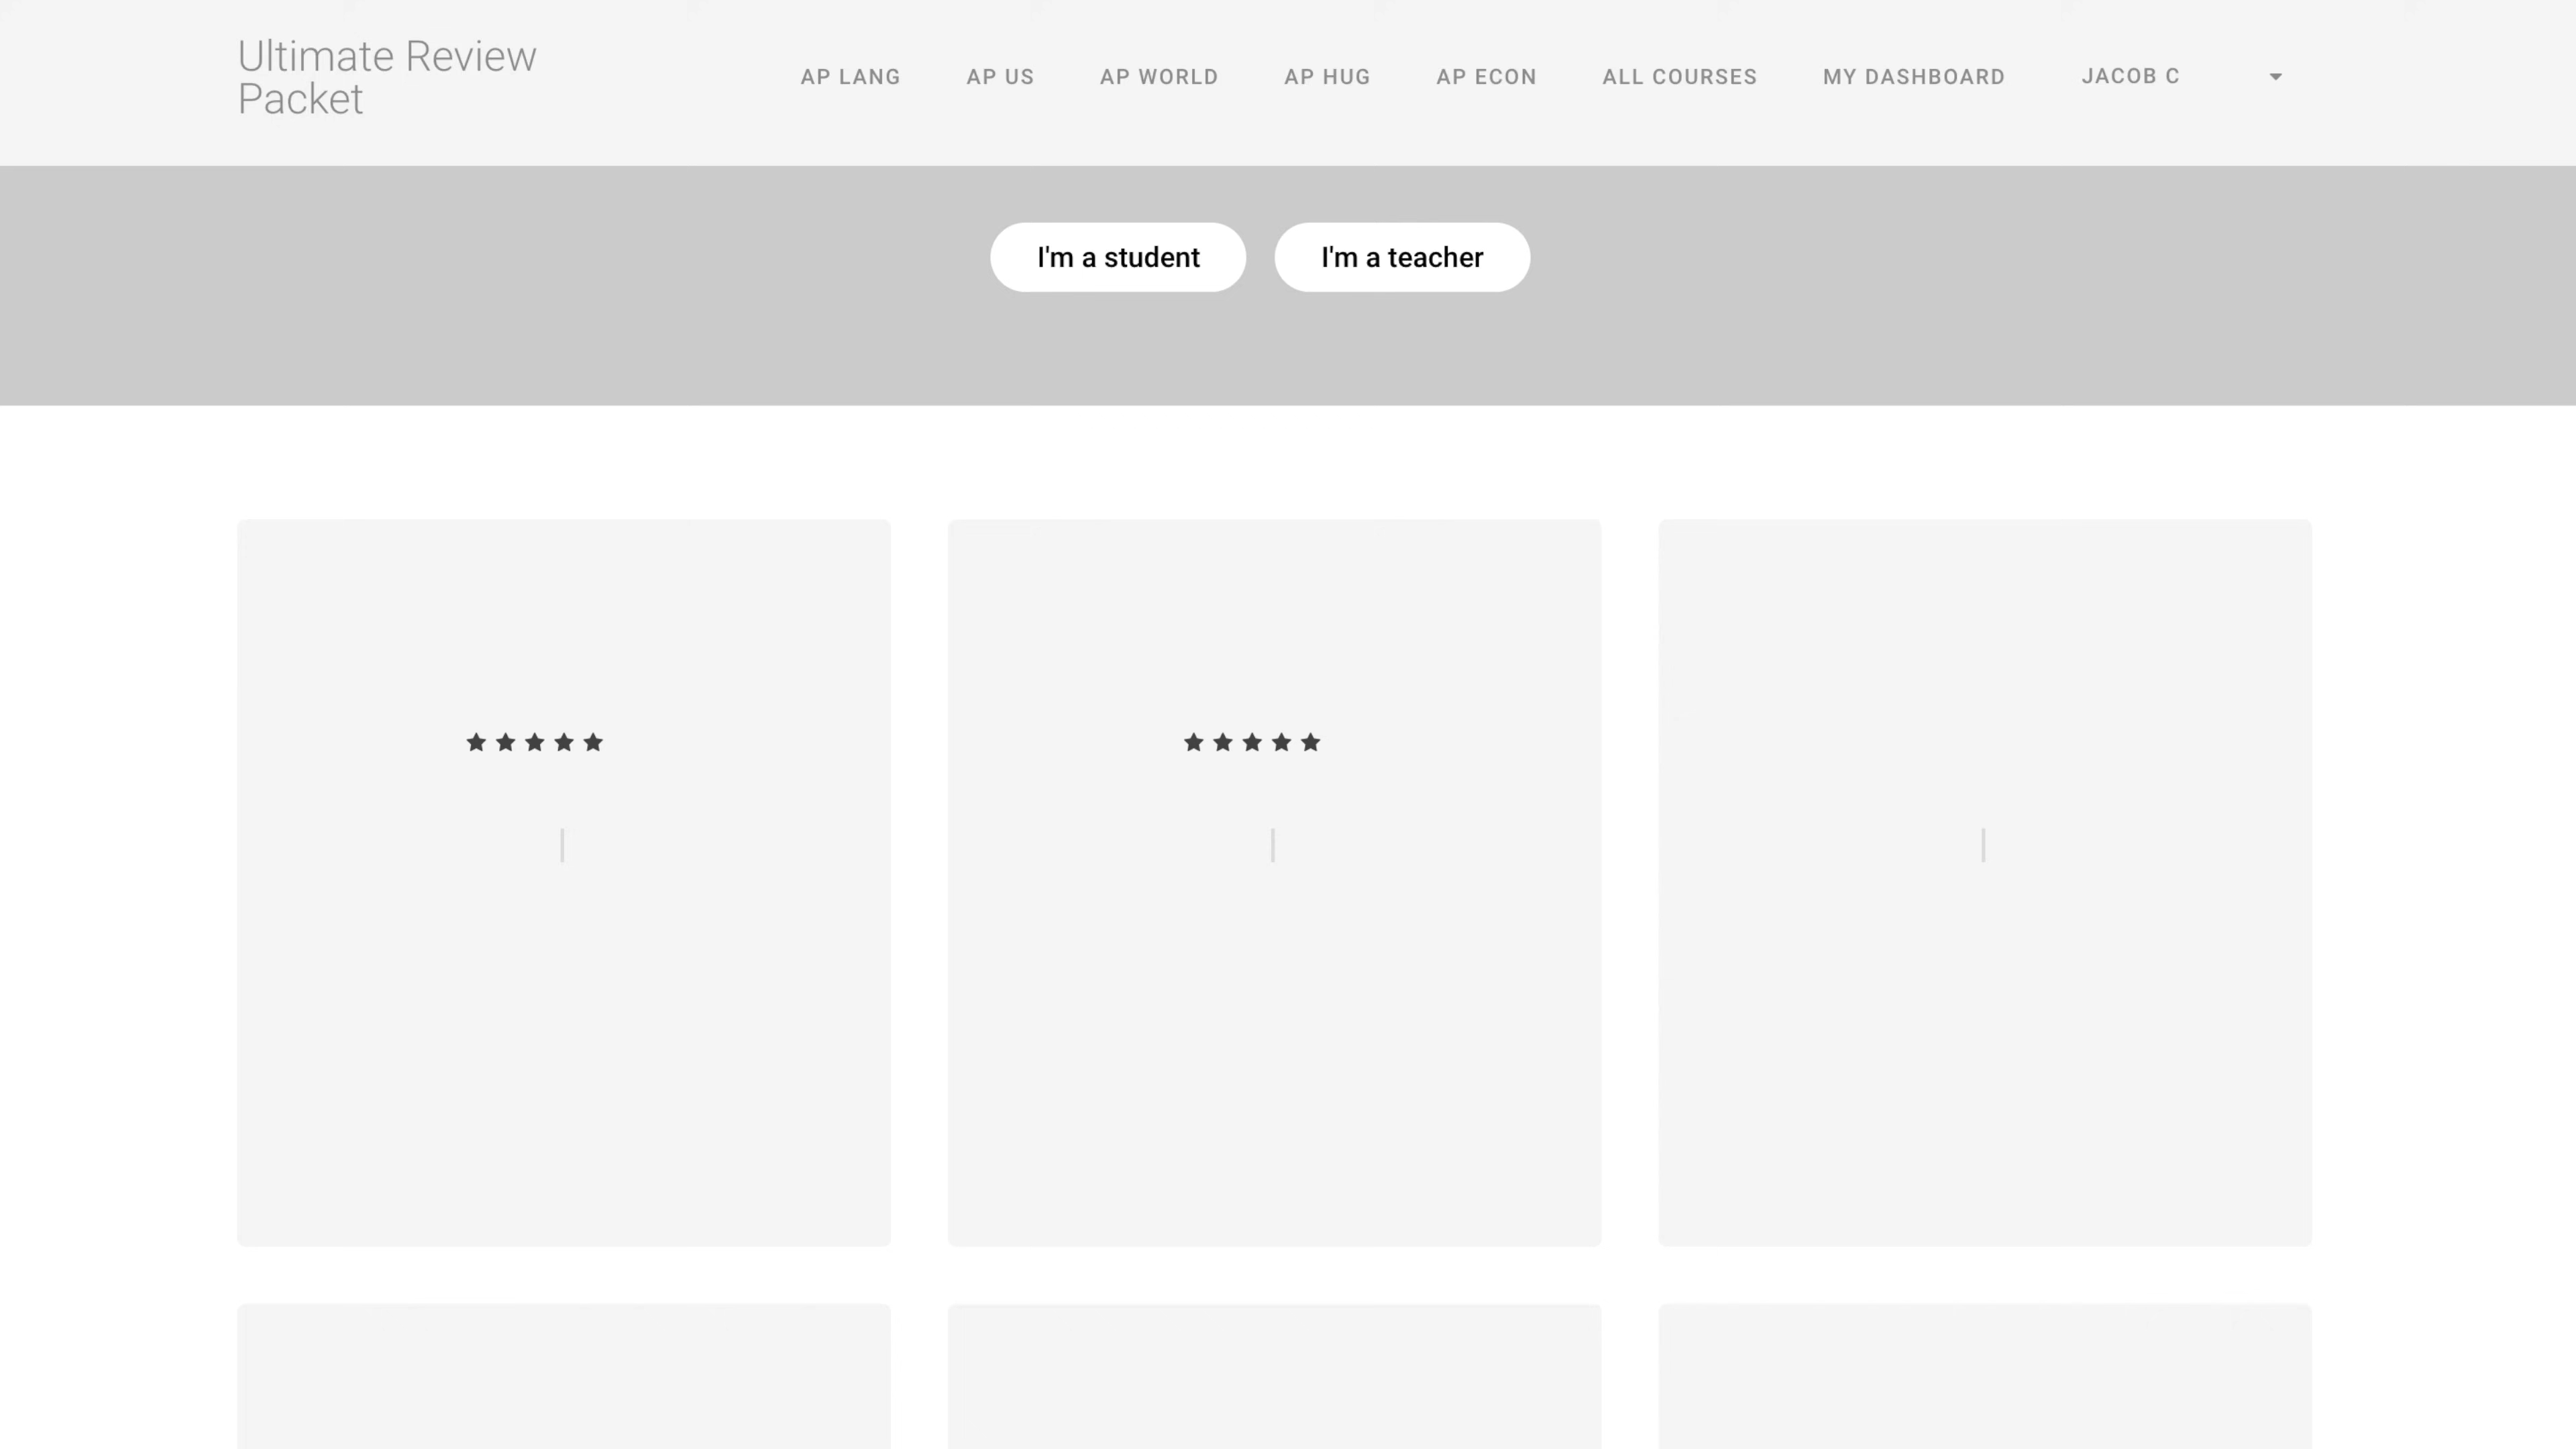 Ultimate Review
Packet
AP LANG
AP US
AP WORLD
AP HUG
AP ECON
ALL COURSES
MY DASHBOARD
JACOB C
I'm a student
I'm a teacher